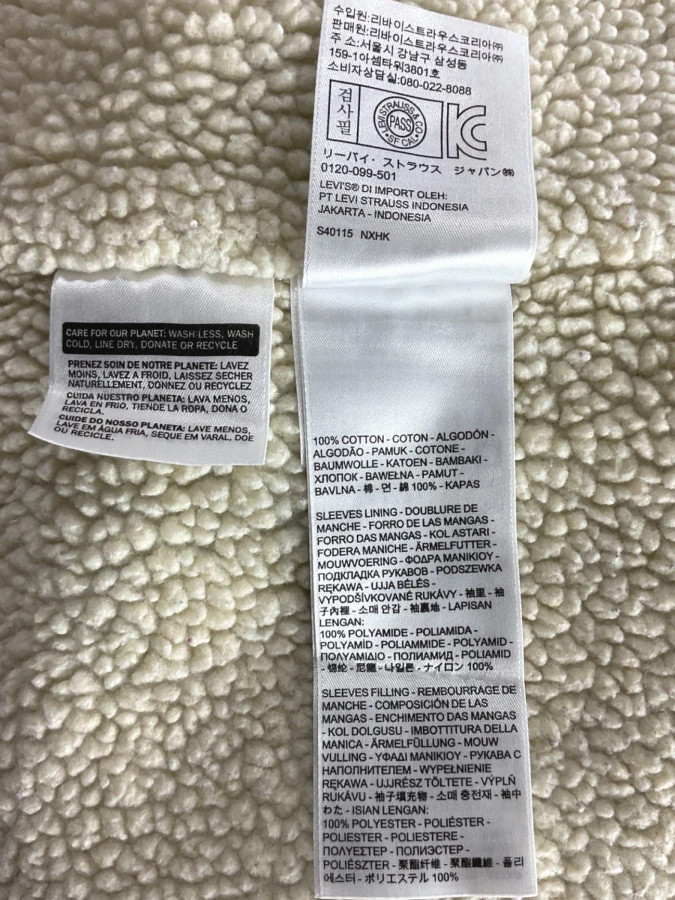 수입원:리바이스트라우스코리아㈜
판매원:리바이스트라우스코리아㈜
주 소:서울시 강남구 삼성동
159-1아셈타워3801호
소비자상담실:080-022-8088
검사필
LEVI STRAUSS & CO
PASS
SF CAL
リーバイ・ストラウス ジャパン㈱
0120-099-501
LEVI'S® DI IMPORT OLEH:
PT LEVI STRAUSS INDONESIA
JAKARTA - INDONESIA
S40115 NXHK
CARE FOR OUR PLANET: WASH LESS, WASH
COLD, LINE DRY, DONATE OR RECYCLE
PRENEZ SOIN DE NOTRE PLANETE: LAVEZ
MOINS, LAVEZ A FROID, LAISSEZ SECHER
NATURELLEMENT, DONNEZ OU RECYCLEZ
CUIDA NUESTRO PLANETA: LAVA MENOS,
LAVA EN FRIO, TIENDE LA ROPA, DONA O
RECICLA.
CUIDE DO NOSSO PLANETA: LAVE MENOS,
LAVE EM ÁGUA FRIA, SEQUE EM VARAL, DOE
OU RECICLE.
100% COTTON - COTON - ALGODÓN -
ALGODÃO - PAMUK - COTONE -
BAUMWOLLE - KATOEN - ΒΑΜΒΑΚΙ -
ХЛОПОК - BAWEŁNA - PAMUT -
BAVLNA - 棉 - 면 - 綿 100% - KAPAS
SLEEVES LINING - DOUBLURE DE
MANCHE - FORRO DE LAS MANGAS -
FORRO DAS MANGAS - KOL ASTARI -
FODERA MANICHE - ÄRMELFUTTER -
MOUWVOERING - ΦΟΔΡΑ ΜΑΝΙΚΙΟΥ -
ПОДКЛАДКА РУКАВОВ - PODSZEWKA
RĘKAWA - UJJA BÉLÉS -
VYPODŠÍVKOVANÉ RUKÁVY - 袖里 - 袖
子內裡 - 소매 안감 - 袖裏地 - LAPISAN
LENGAN:
100% POLYAMIDE - POLIAMIDA -
POLYAMID - POLIAMMIDE - POLYAMID -
ΠΟΛΥΑΜΙΔΙΟ - ПОЛИАМИД - POLIAMID
- 锦纶 - 尼龍 - 나일론 - ナイロン 100%
SLEEVES FILLING - REMBOURRAGE DE
MANCHE - COMPOSICIÓN DE LAS
MANGAS - ENCHIMENTO DAS MANGAS
- KOL DOLGUSU - IMBOTTITURA DELLA
MANICA - ÄRMELFÜLLUNG - MOUW
VULLING - ΥΦΑΔΙ ΜΑΝΙΚΙΟΥ - РУКАВА С
НАПОЛНИТЕЛЕМ - WYPEŁNIENIE
RĘKAWA - UJJRÉSZ TÖLTETE - VÝPLŇ
RUKÁVU - 袖子填充物 - 소매 충전재 - 袖中
わた - ISIAN LENGAN:
100% POLYESTER - POLIÉSTER -
POLIESTER - POLIESTERE -
ΠΟΛΥΕΣΤΕΡ - ПОЛИЭСТЕР -
POLIÉSZTER - 聚酯纤维 - 聚酯纖維 - 폴리
에스터 - ポリエステル 100%